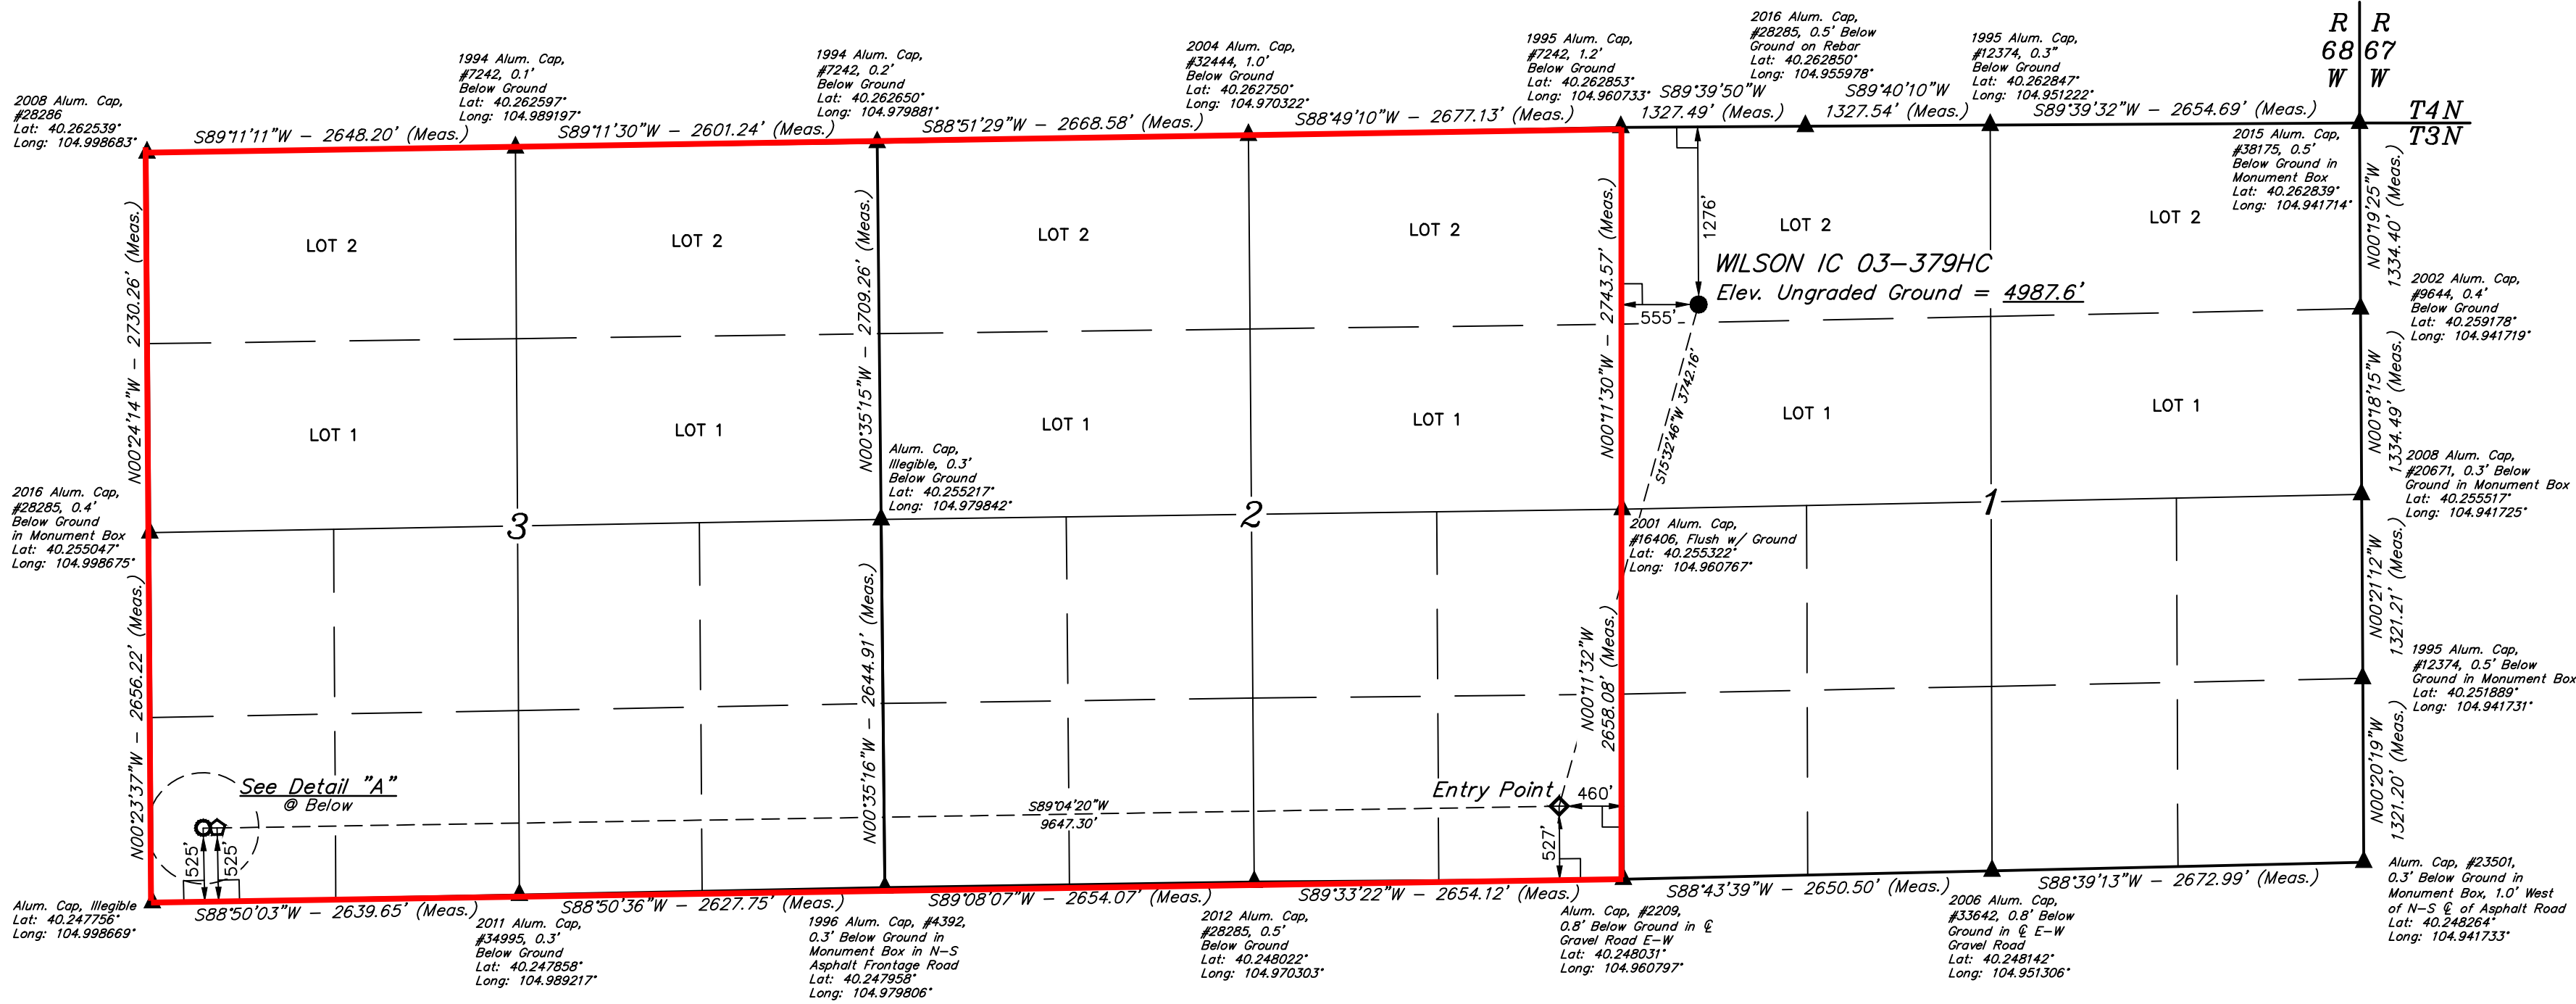 2008 Alum. Cap,
#28286
Lat: 40.262539°
Long: 104.998683°
1994 Alum. Cap,
#7242, 0.1'
Below Ground
Lat: 40.262597°
Long: 104.989197°
1994 Alum. Cap,
#7242, 0.2'
Below Ground
Lat: 40.262650°
Long: 104.979881°
2004 Alum. Cap,
#32444, 1.0'
Below Ground
Lat: 40.262750°
Long: 104.970322°
1995 Alum. Cap,
#7242, 1.2'
Below Ground
Lat: 40.262853°
Long: 104.960733°
2016 Alum. Cap,
#28285, 0.5' Below
Ground on Rebar
Lat: 40.262850°
Long: 104.955978°
1995 Alum. Cap,
#12374, 0.3"
Below Ground
Lat: 40.262847°
Long: 104.951222°
R R
68 67
W W
T4N
T3N
S89°11'11"W - 2648.20' (Meas.)
S89°11'30"W - 2601.24' (Meas.)
S88°51'29"W - 2668.58' (Meas.)
S88°49'10"W - 2677.13' (Meas.)
S89°39'50"W
1327.49' (Meas.)
S89°40'10"W
1327.54' (Meas.)
S89°39'32"W - 2654.69' (Meas.)
2015 Alum. Cap,
#38175, 0.5'
Below Ground in
Monument Box
Lat: 40.262839°
Long: 104.941714°
N00°24'14"W - 2730.26' (Meas.)
N00°35'15"W - 2709.26' (Meas.)
N00°11'30"W - 2743.57' (Meas.)
N00°19'25"W
1334.40' (Meas.)
LOT 2
LOT 2
LOT 2
LOT 2
LOT 2
LOT 2
1276'
WILSON IC 03-379HC
Elev. Ungraded Ground = 4987.6'
555'
S15°32'46"W 3742.16'
2002 Alum. Cap,
#9644, 0.4'
Below Ground
Lat: 40.259178°
Long: 104.941719°
N00°18'15"W
1334.49' (Meas.)
LOT 1
LOT 1
LOT 1
LOT 1
LOT 1
LOT 1
Alum. Cap,
Illegible, 0.3'
Below Ground
Lat: 40.255217°
Long: 104.979842°
2016 Alum. Cap,
#28285, 0.4'
Below Ground
in Monument Box
Lat: 40.255047°
Long: 104.998675°
3
2
1
2001 Alum. Cap,
#16406, Flush w/ Ground
Lat: 40.255322°
Long: 104.960767°
2008 Alum. Cap,
#20671, 0.3' Below
Ground in Monument Box
Lat: 40.255517°
Long: 104.941725°
N00°23'37"W - 2656.22' (Meas.)
N00°35'16"W - 2644.91' (Meas.)
N00°11'32"W
2658.08' (Meas.)
N00°21'12"W
1321.21' (Meas.)
1995 Alum. Cap,
#12374, 0.5' Below
Ground in Monument Box
Lat: 40.251889°
Long: 104.941731°
N00°20'19"W
1321.20' (Meas.)
See Detail "A"
@ Below
525'
525'
S89°04'20"W
9647.30'
Entry Point
460'
527'
S88°50'03"W - 2639.65' (Meas.)
S88°50'36"W - 2627.75' (Meas.)
S89°08'07"W - 2654.07' (Meas.)
S89°33'22"W - 2654.12' (Meas.)
S88°43'39"W - 2650.50' (Meas.)
S88°39'13"W - 2672.99' (Meas.)
Alum. Cap, Illegible
Lat: 40.247756°
Long: 104.998669°
2011 Alum. Cap,
#34995, 0.3'
Below Ground
Lat: 40.247858°
Long: 104.989217°
1996 Alum. Cap, #4392,
0.3' Below Ground in
Monument Box in N-S
Asphalt Frontage Road
Lat: 40.247958°
Long: 104.979806°
2012 Alum. Cap,
#28285, 0.5'
Below Ground
Lat: 40.248022°
Long: 104.970303°
Alum. Cap, #2209,
0.8' Below Ground in ℄
Gravel Road E-W
Lat: 40.248031°
Long: 104.960797°
2006 Alum. Cap,
#33642, 0.8' Below
Ground in ℄ E-W
Gravel Road
Lat: 40.248142°
Long: 104.951306°
Alum. Cap, #23501,
0.3' Below Ground in
Monument Box, 1.0' West
of N-S ℄ of Asphalt Road
Lat: 40.248264°
Long: 104.941733°